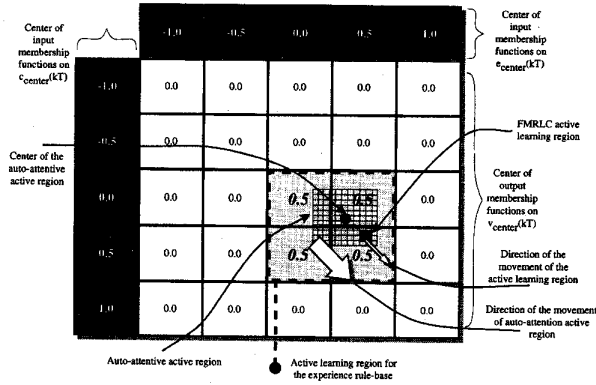 Center of
input
membership
functions on
c_center(kT)
-1.0 -0.5 0.0 0.5 1.0
Center of
input
membership
functions on
e_center(kT)
-1.0 0.0 0.0 0.0 0.0 0.0
-0.5 0.0 0.0 0.0 0.0 0.0
0.0 0.0 0.0 0.5 0.5 0.0
0.5 0.0 0.0 0.5 0.5 0.0
1.0 0.0 0.0 0.0 0.0 0.0
Center of the
auto-attentive
active region
FMRLC active
learning region
Center of
output
membership
functions on
v_center(kT)
Direction of the
movement of the
active learning
region
Direction of the movement
of auto-attention active
region
Auto-attentive active region
Active learning region for
the experience rule-base